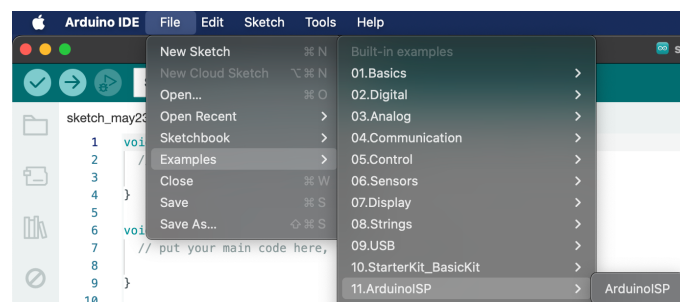 Arduino IDE File Edit Sketch Tools Help
New Sketch ⌘ N
New Cloud Sketch ⌥ ⌘ N
Open... ⌘ O
Open Recent >
Sketchbook >
Examples >
Close ⌘ W
Save ⌘ S
Save As... ⇧ ⌘ S
Built-in examples
01.Basics >
02.Digital >
03.Analog >
04.Communication >
05.Control >
06.Sensors >
07.Display >
08.Strings >
09.USB >
10.StarterKit_BasicKit >
11.ArduinoISP >
ArduinoISP
sketch_may23
1 voi
2 //
3
4 }
5
6 voi
7 // put your main code here,
8
9 }
10